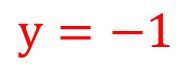 y = −1